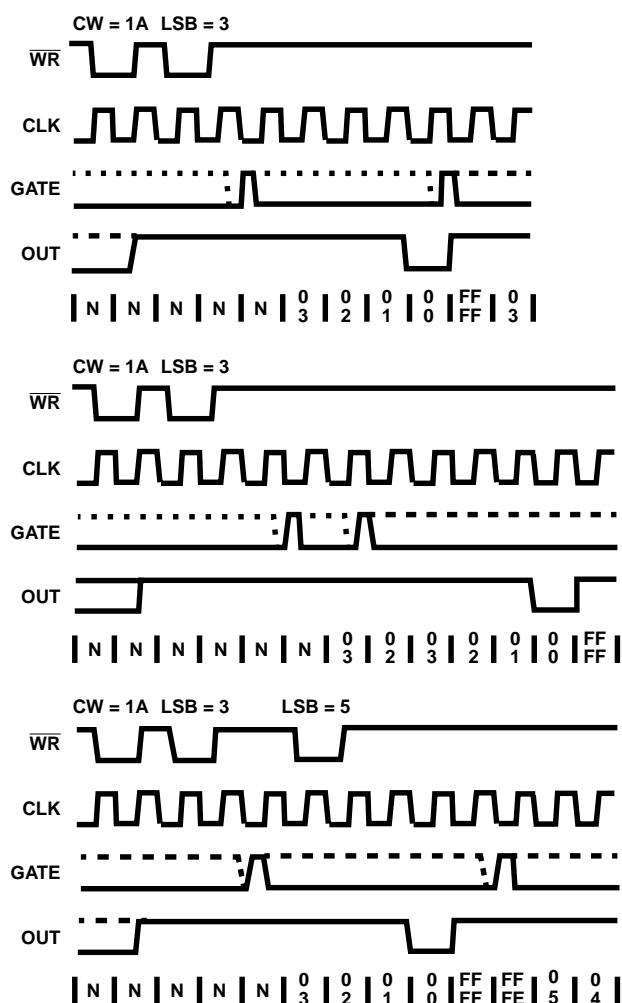 CW = 1A LSB = 3
WR
CLK
GATE
OUT
N N N N N 0 0 0 0 FF 0
3 2 1 0 FF 3
CW = 1A LSB = 3
WR
CLK
GATE
OUT
N N N N N N 0 0 0 0 0 0 FF
3 2 3 2 1 0 FF
CW = 1A LSB = 3 LSB = 5
WR
CLK
GATE
OUT
N N N N N 0 0 0 0 FF FF 0 0
3 2 1 0 FF FE 5 4